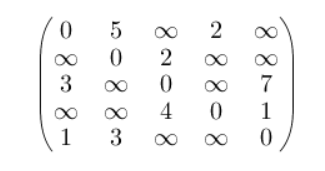 0 5 ∞ 2 ∞
∞ 0 2 ∞ ∞
3 ∞ 0 ∞ 7
∞ ∞ 4 0 1
1 3 ∞ ∞ 0